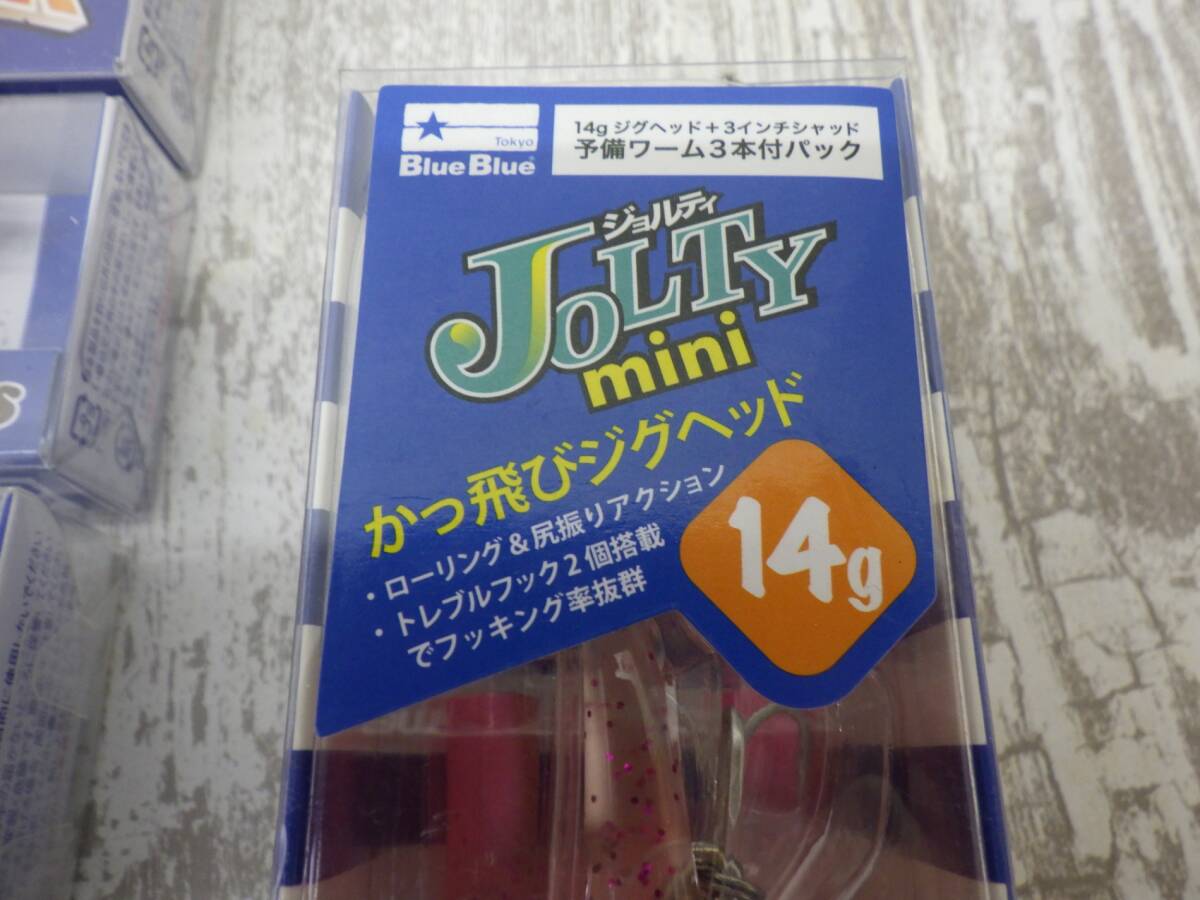 Tokyo
Blue Blue®
14g ジグヘッド+3インチシャッド
予備ワーム3本付パック
ジョルティ
JOLTY
mini
かっ飛びジグヘッド
・ローリング&尻振りアクション
・トレブルフック2個搭載
でフッキング率抜群
14g